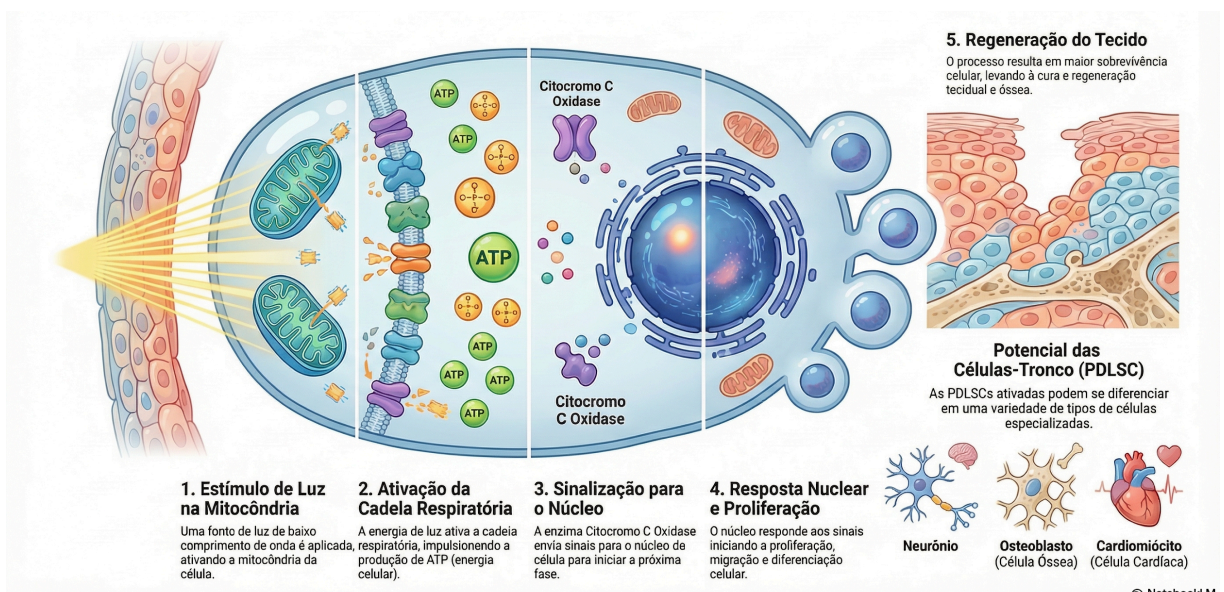 ATP
ATP
ATP
ATP
ATP
ATP
ATP
Citocromo C
Oxidase
Citocromo
C Oxidase
1. Estímulo de Luz
na Mitocôndria
Uma fonte de luz de baixo
comprimento de onda é aplicada,
ativando a mitocôndria da
célula.
2. Ativação da
Cadela Respiratória
A energia de luz ativa a cadeia
respiratória, impulsionendo a
produção de ATP (energia
celular).
3. Sinalização para
o Núcleo
A enzima Citocromo C Oxidase
envia sinais para o núcleo de
célula para iniciar a próxima
fase.
4. Resposta Nuclear
e Proliferação
O núcleo responde aos sinais
iniciando a proliferação,
migração e diferenciação
celular.
5. Regeneração do Tecido
O processo resulta em maior sobrevivência
celular, levando à cura e regeneração
tecidual e óssea.
Potencial das
Células-Tronco (PDLSC)
As PDLSCs ativadas podem se diferenciar
em uma variedade de tipos de células
especializadas.
Neurônio
Osteoblasto
(Célula Óssea)
Cardiomiócito
(Célula Cardíaca)
© NotebookLM